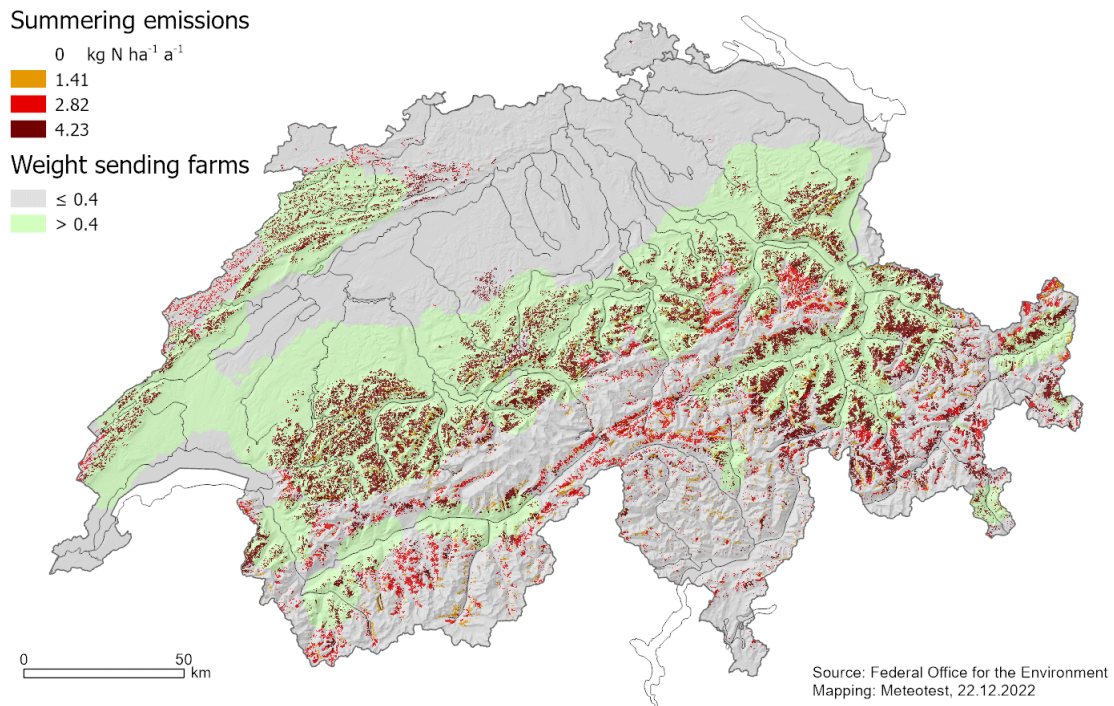 Summering emissions
0 kg N ha⁻¹ a⁻¹
1.41
2.82
4.23
Weight sending farms
≤ 0.4
> 0.4
0 50
km
Source: Federal Office for the Environment
Mapping: Meteotest, 22.12.2022